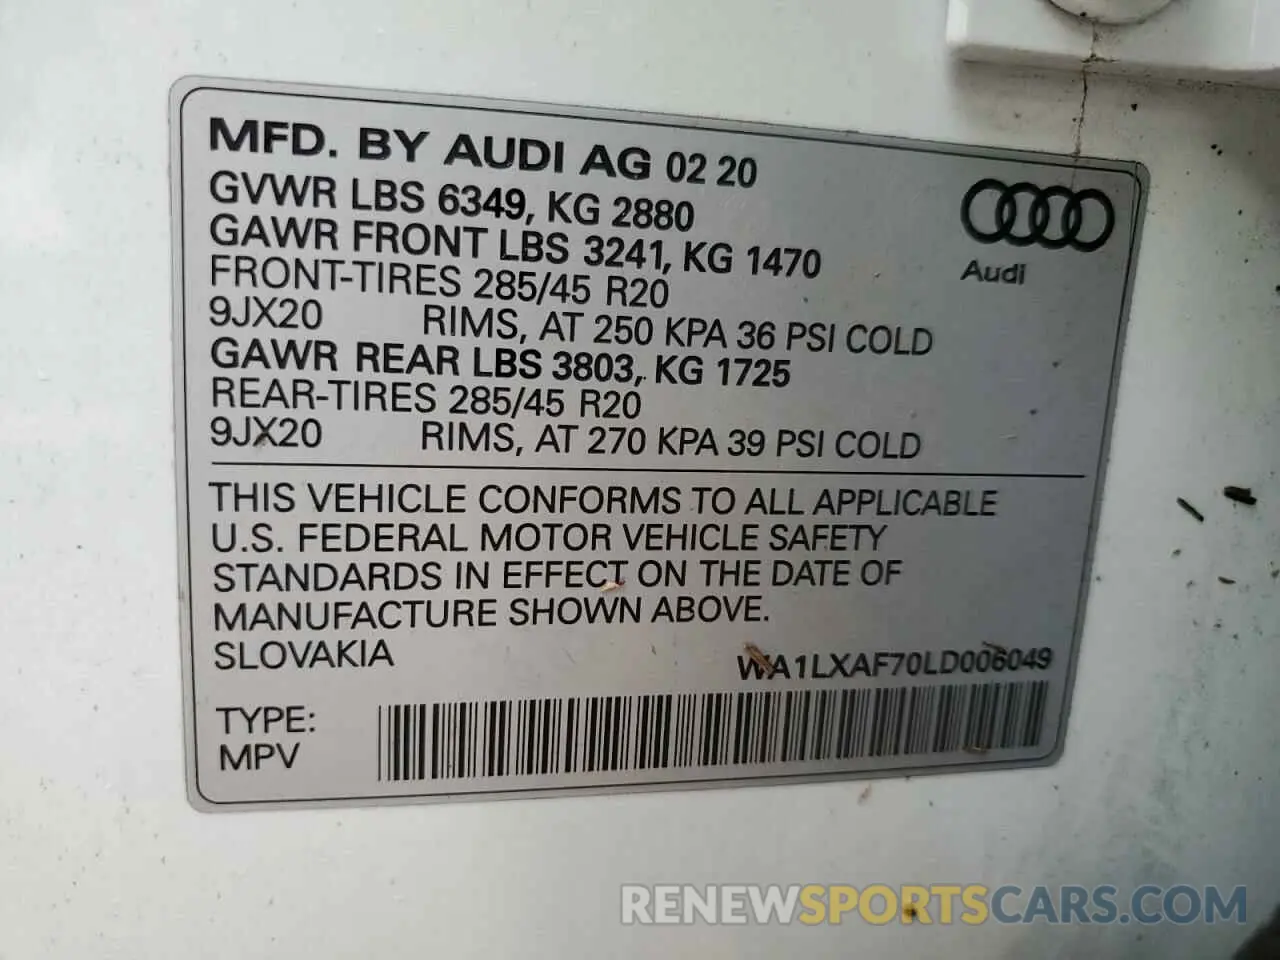 MFD. BY AUDI AG 02 20
GVWR LBS 6349, KG 2880
GAWR FRONT LBS 3241, KG 1470
FRONT-TIRES 285/45 R20
9JX20 RIMS, AT 250 KPA 36 PSI COLD
GAWR REAR LBS 3803, KG 1725
REAR-TIRES 285/45 R20
9JX20 RIMS, AT 270 KPA 39 PSI COLD
Audi
THIS VEHICLE CONFORMS TO ALL APPLICABLE
U.S. FEDERAL MOTOR VEHICLE SAFETY
STANDARDS IN EFFECT ON THE DATE OF
MANUFACTURE SHOWN ABOVE.
SLOVAKIA
WA1LXAF70LD006049
TYPE:
MPV
RENEWSPORTSCARS.COM